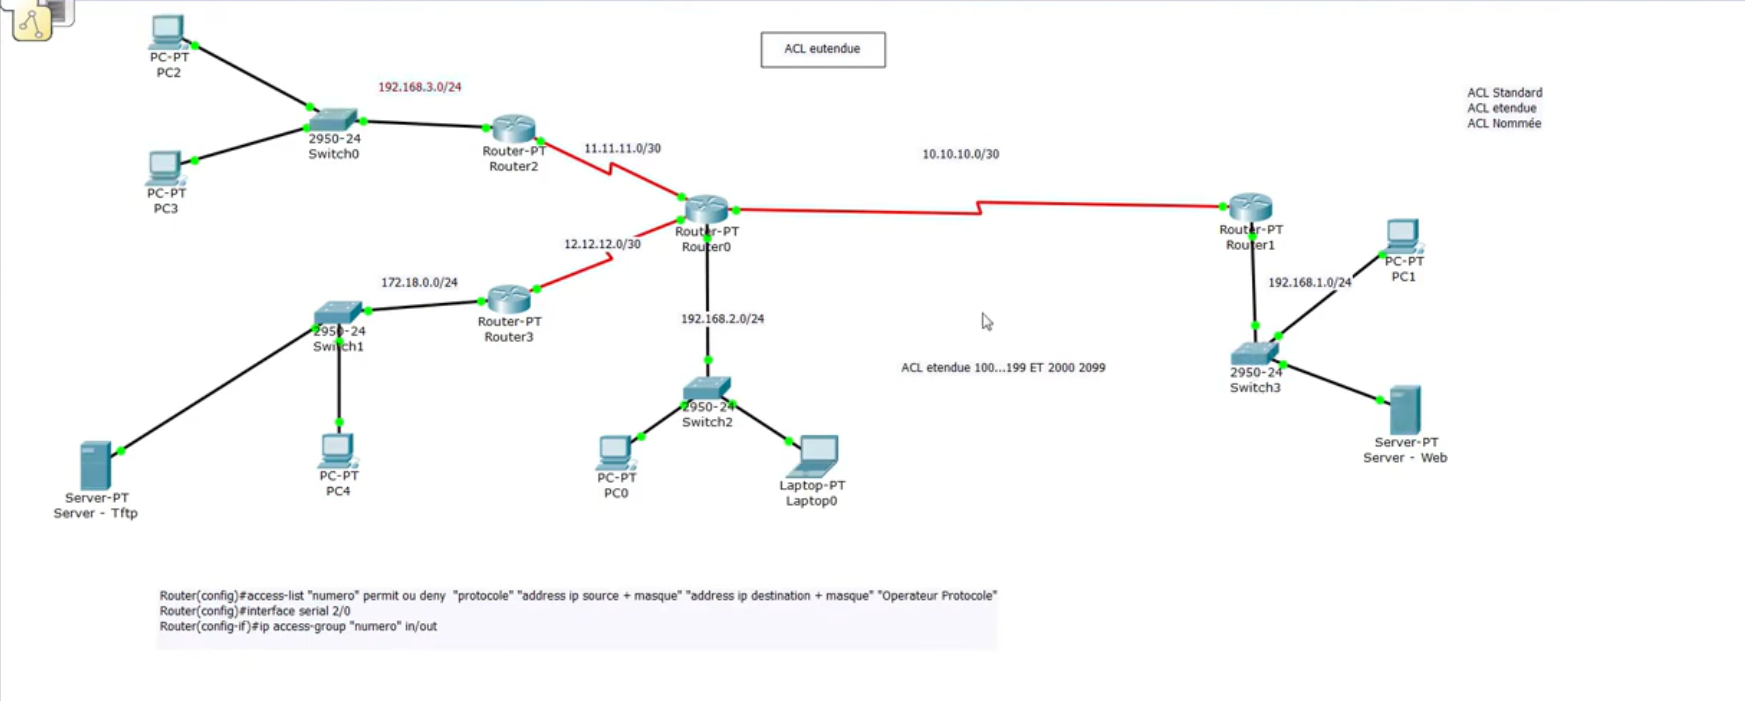 ACL eutendue
PC-PT
PC2
192.168.3.0/24
2950-24
Switch0
Router-PT
Router2
11.11.11.0/30
10.10.10.0/30
ACL Standard
ACL etendue
ACL Nommée
PC-PT
PC3
Router-PT
Router0
Router-PT
Router1
12.12.12.0/30
PC-PT
PC1
172.18.0.0/24
192.168.1.0/24
2950-24
Switch1
Router-PT
Router3
192.168.2.0/24
ACL etendue 100...199 ET 2000 2099
2950-24
Switch3
2950-24
Switch2
Server-PT
Server - Web
PC-PT
PC4
PC-PT
PC0
Laptop-PT
Laptop0
Server-PT
Server - Tftp
Router(config)#access-list "numero" permit ou deny  "protocole" "address ip source + masque" "address ip destination + masque" "Operateur Protocole"
Router(config)#interface serial 2/0
Router(config-if)#ip access-group "numero" in/out